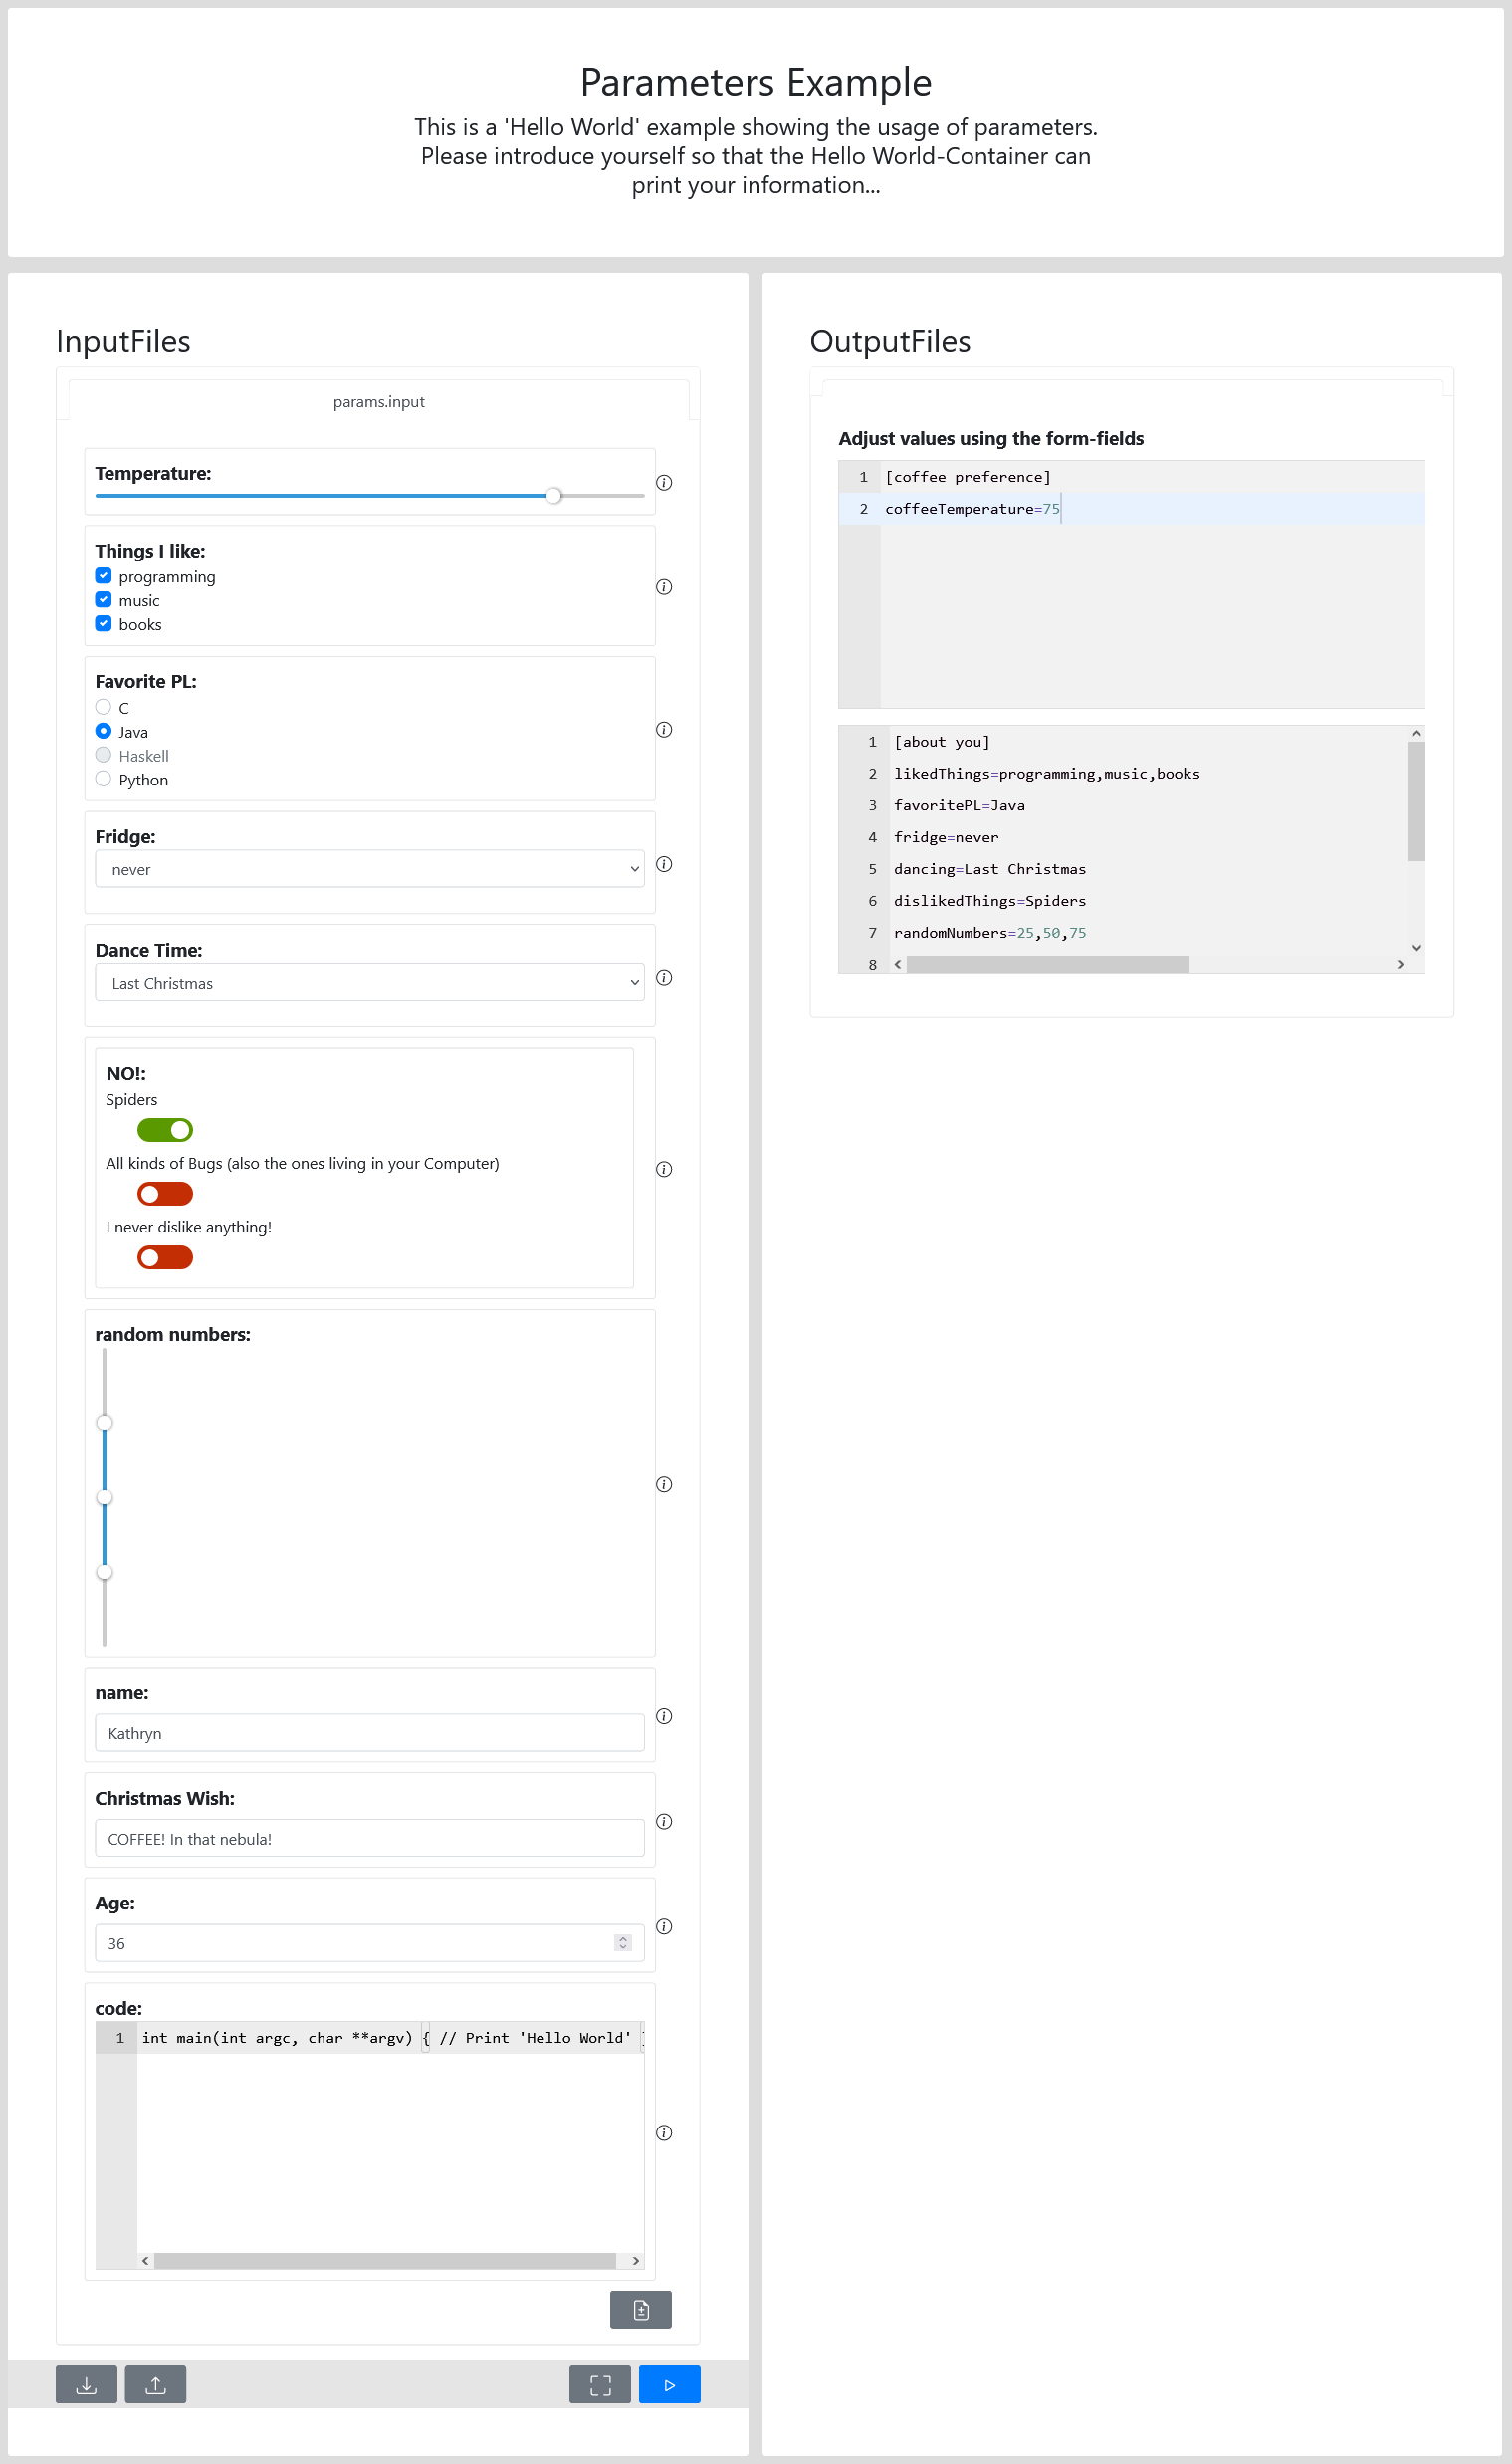 Parameters Example
This is a 'Hello World' example showing the usage of parameters.
Please introduce yourself so that the Hello World-Container can
print your information...
InputFiles
params.input
Temperature:
Things I like:
programming
music
books
Favorite PL:
C
Java
Haskell
Python
Fridge:
never
Dance Time:
Last Christmas
NO!:
Spiders
All kinds of Bugs (also the ones living in your Computer)
I never dislike anything!
random numbers:
name:
Kathryn
Christmas Wish:
COFFEE! In that nebula!
Age:
36
code:
1 int main(int argc, char **argv) { // Print 'Hello World' }
OutputFiles
Adjust values using the form-fields
1 [coffee preference]
2 coffeeTemperature=75
1 [about you]
2 likedThings=programming,music,books
3 favoritePL=Java
4 fridge=never
5 dancing=Last Christmas
6 dislikedThings=Spiders
7 randomNumbers=25,50,75
8